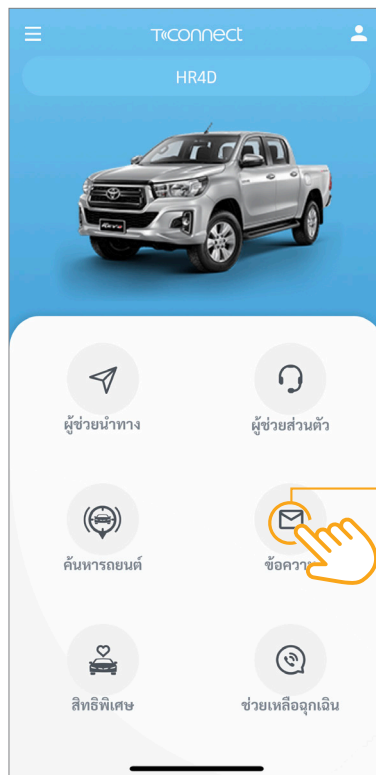 T-CONNECT
HR4D
ผู้ช่วยนำทาง
ผู้ช่วยส่วนตัว
ค้นหารถยนต์
สิทธิพิเศษ
ช่วยเหลือฉุกเฉิน